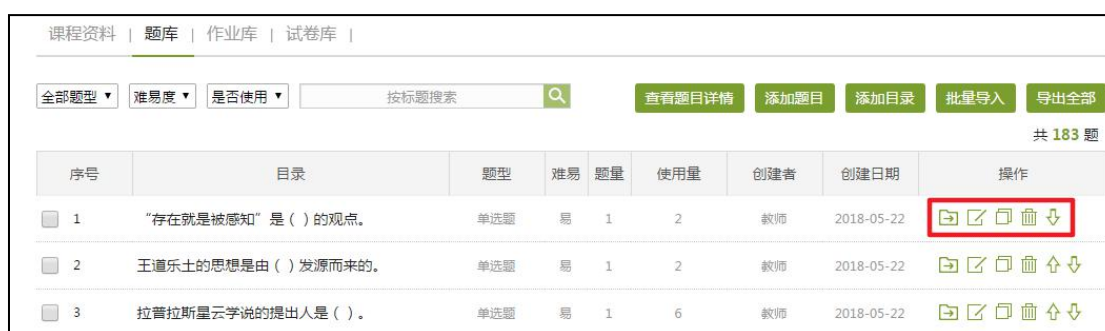 课程资料 | 题库 | 作业库 | 试卷库 |
全部题型 ▼ 难易度 ▼ 是否使用 ▼ 按标题搜索 查看题目详情 添加题目 添加目录 批量导入 导出全部
共 183 题
序号 目录 题型 难易 题量 使用量 创建者 创建日期 操作
1 “存在就是被感知”是 ( ) 的观点。 单选题 易 1 2 教师 2018-05-22
2 王道乐土的思想是由 ( ) 发源而来的。 单选题 易 1 2 教师 2018-05-22
3 拉普拉斯星云学说的提出人是 ( ) 。 单选题 易 1 6 教师 2018-05-22